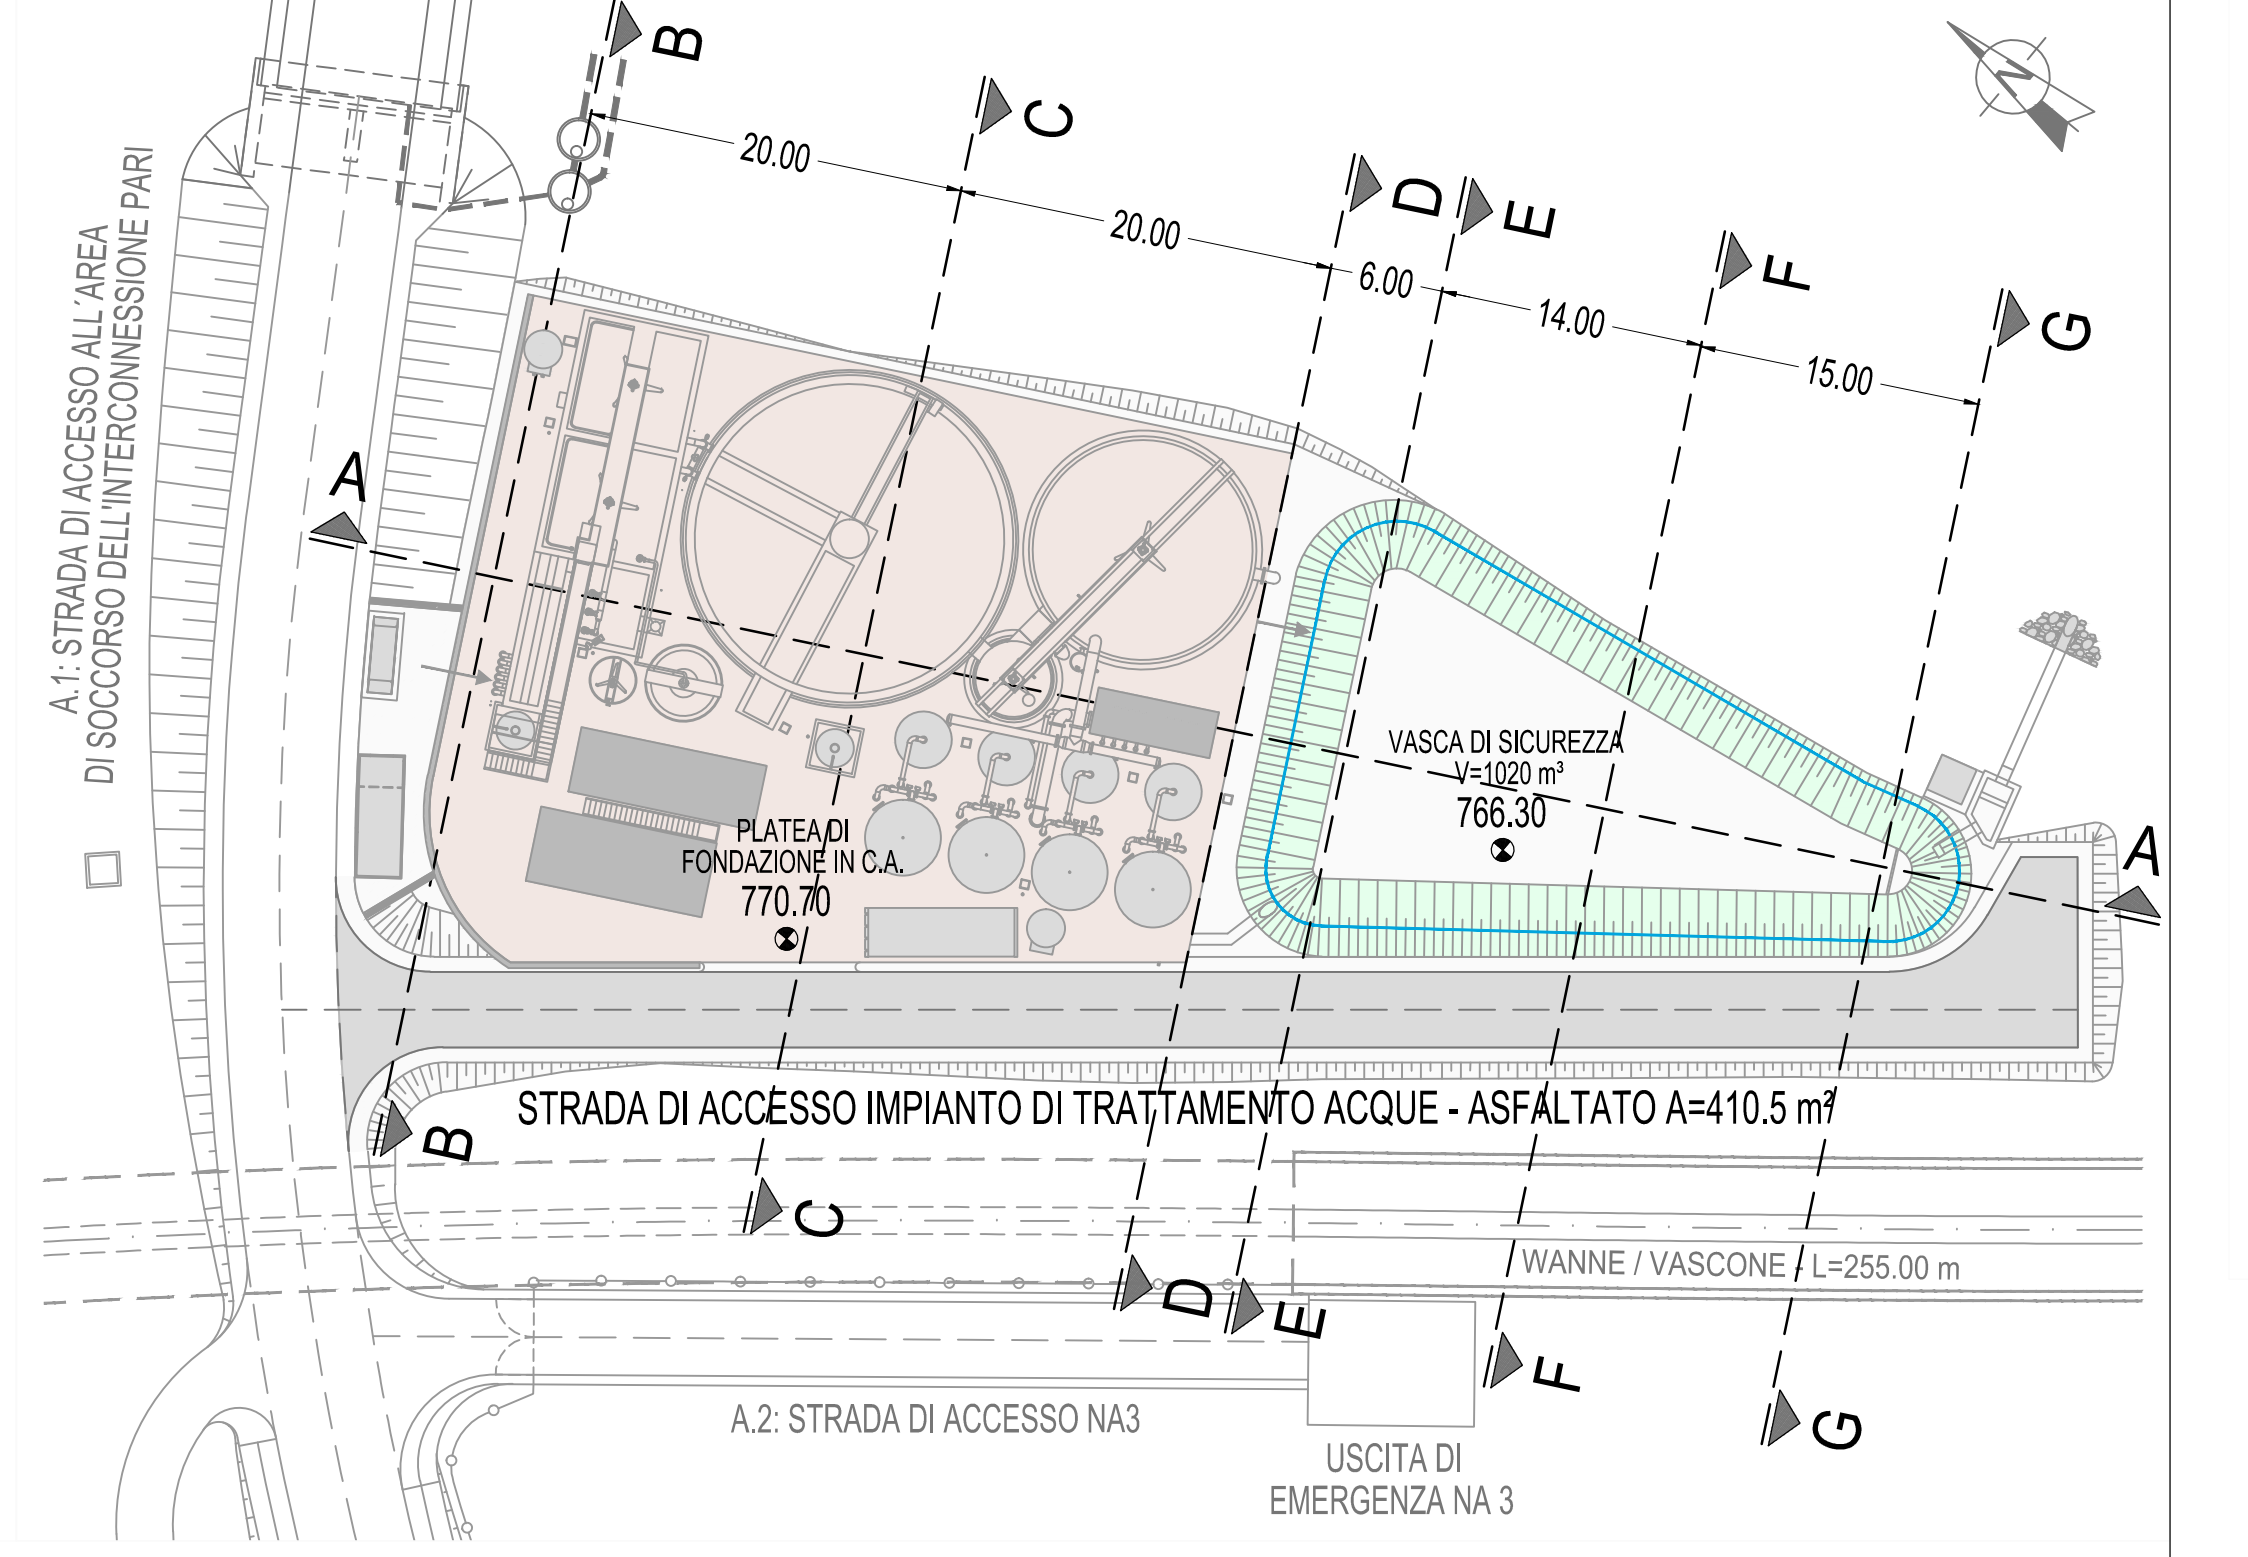 B
C
D
E
F
G
N
20.00
20.00
6.00
14.00
15.00
A.1: STRADA DI ACCESSO ALL'AREA
DI SOCCORSO DELL'INTERCONNESSIONE PARI
A
VASCA DI SICUREZZA
V=1020 m³
766.30
PLATEA DI
FONDAZIONE IN C.A.
770.70
A
STRADA DI ACCESSO IMPIANTO DI TRATTAMENTO ACQUE - ASFALTATO A=410.5 m²
B
C
D
E
F
G
WANNE / VASCONE - L=255.00 m
A.2: STRADA DI ACCESSO NA3
USCITA DI
EMERGENZA NA 3